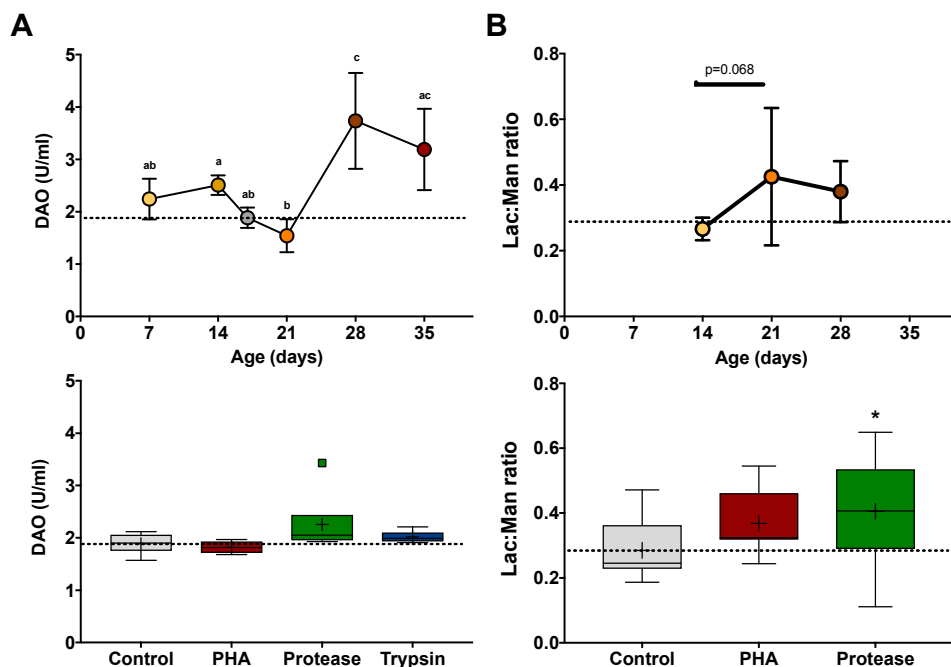 A
DAO (U/ml)
5
4
3
2
1
0
ab
a
ab
b
c
ac
0 7 14 21 28 35
Age (days)
B
Lac:Man ratio
0.8
0.6
0.4
0.2
0.0
p=0.068
0 7 14 21 28 35
Age (days)
DAO (U/ml)
5
4
3
2
1
0
Control PHA Protease Trypsin
Lac:Man ratio
0.8
0.6
0.4
0.2
0.0
*
Control PHA Protease